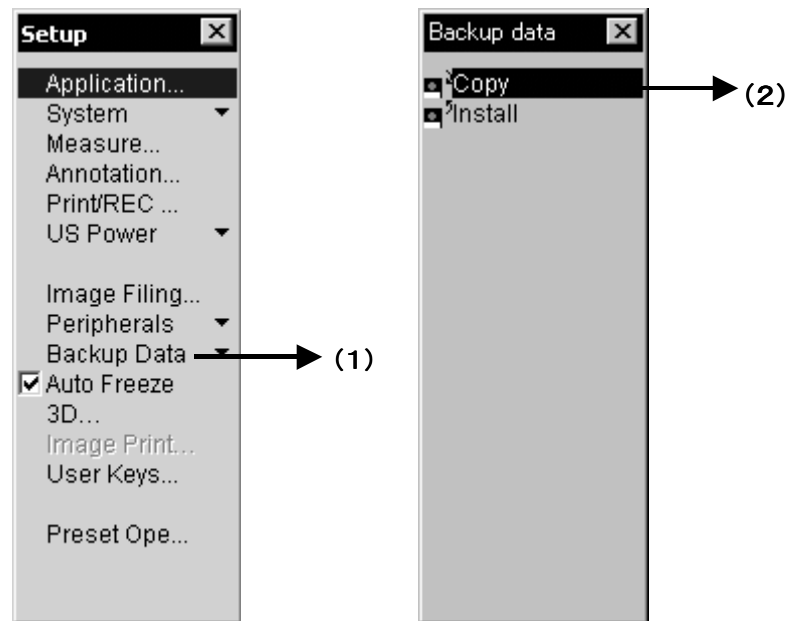 Setup
Application...
System
Measure...
Annotation...
Print/REC ...
US Power
Image Filing...
Peripherals
Backup Data
(1)
Auto Freeze
3D...
Image Print...
User Keys...
Preset Ope...
Backup data
Copy
(2)
Install